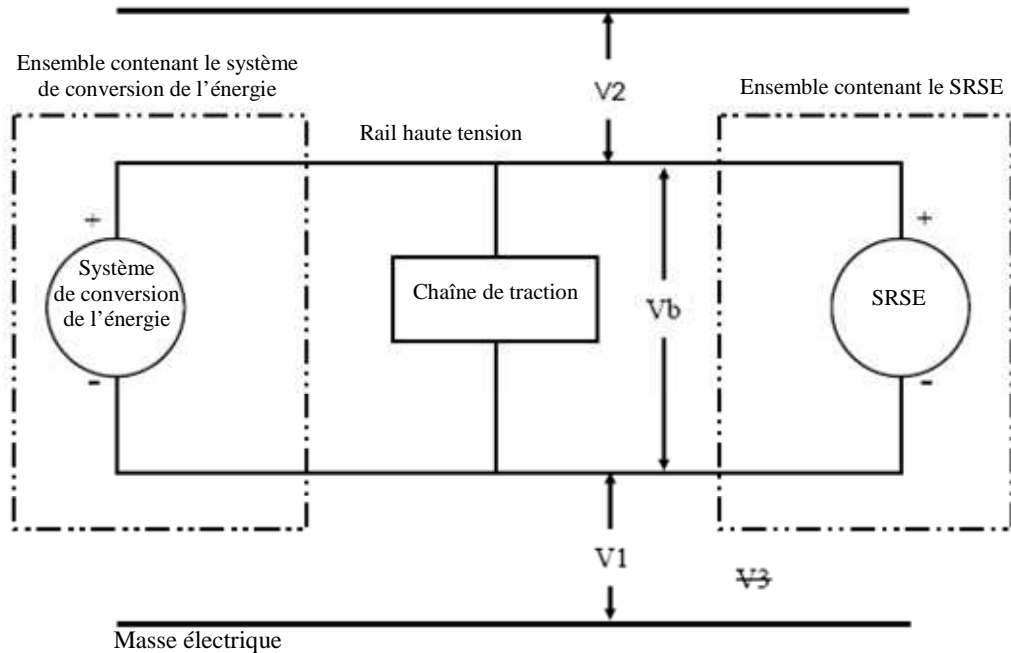 V2
Ensemble contenant le système
de conversion de l'énergie
Ensemble contenant le SRSE
Rail haute tension
+
+
Système
de conversion
de l'énergie
Chaîne de traction
Vb
SRSE
-
-
V1
V3
Masse électrique